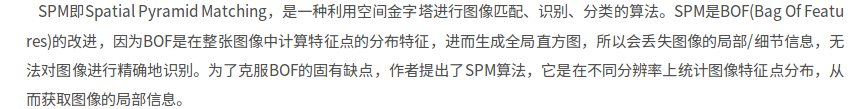 SPM即Spatial Pyramid Matching，是一种利用空间金字塔进行图像匹配、识别、分类的算法。SPM是BOF(Bag Of Featu
res)的改进，因为BOF是在整张图像中计算特征点的分布特征，进而生成全局直方图，所以会丢失图像的局部/细节信息，无
法对图像进行精确地识别。为了克服BOF的固有缺点，作者提出了SPM算法，它是在不同分辨率上统计图像特征点分布，从
而获取图像的局部信息。